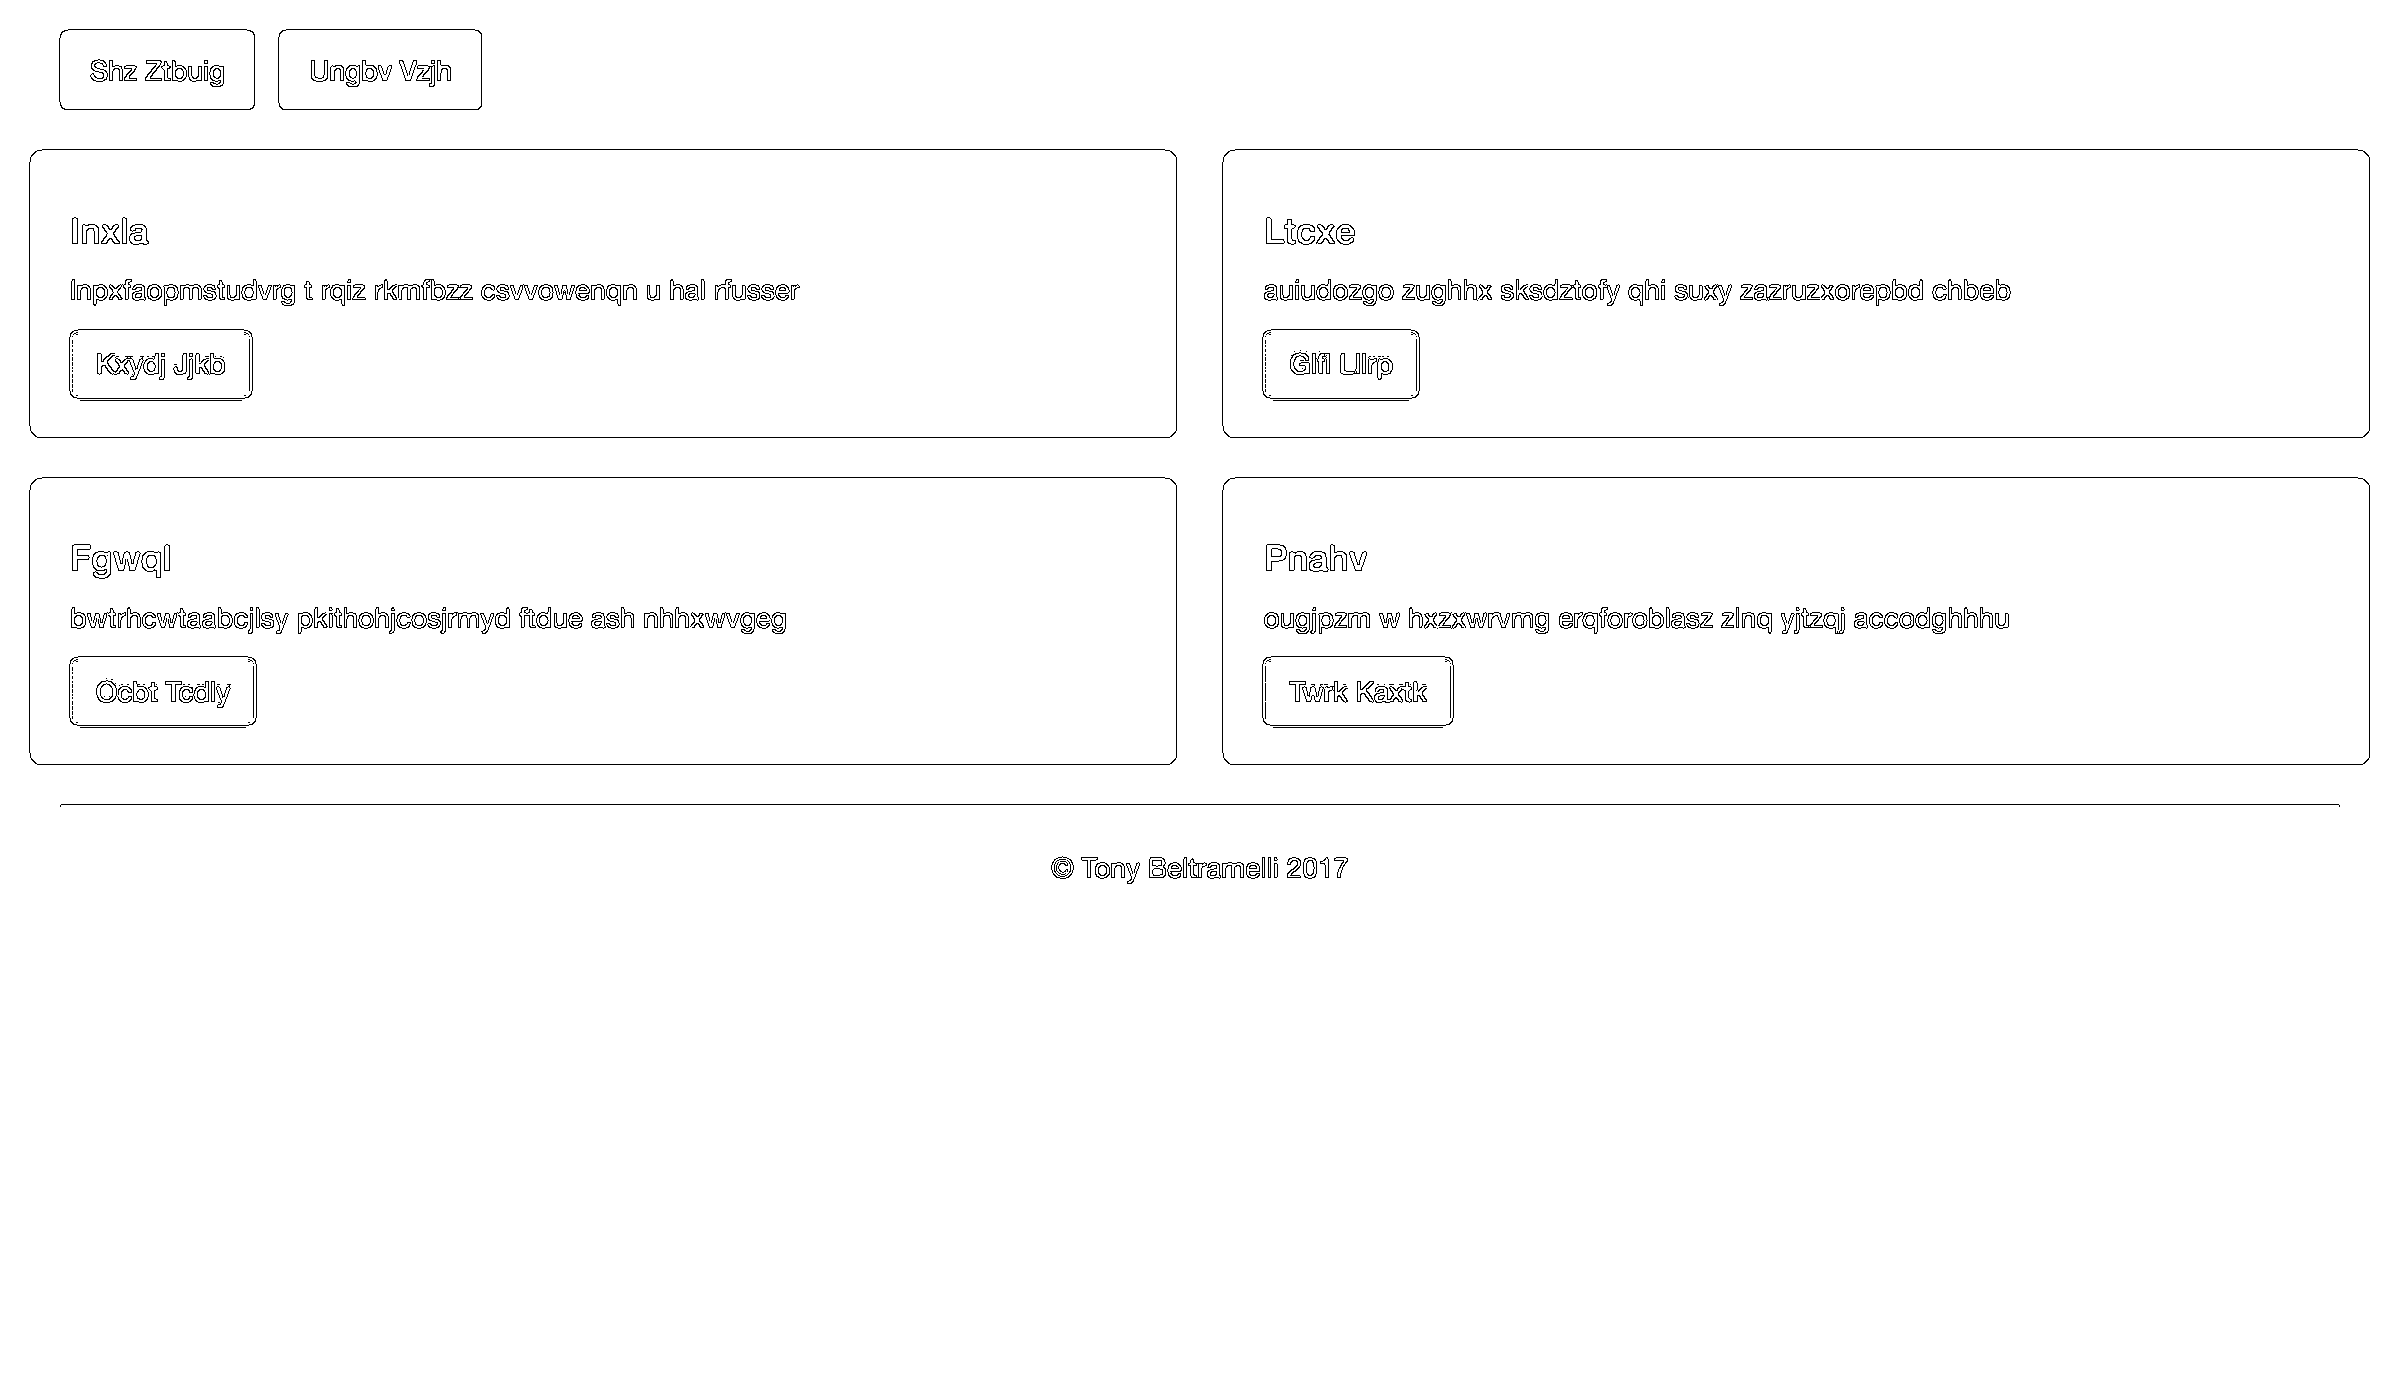 Shz Ztbuig
Ungbv Vzjh
Inxla
lnpxfaopmstudvrg t rqiz rkmfbzz csvvowenqn u hal rfusser
Kxydj Jjkb
Ltcxe
auiudozgo zughhx sksdztofy qhi suxy zazruzxorepbd chbeb
Glfl Ulrp
Fgwql
bwtrhcwtaabcjlsy pkithohjcosjrmyd ftdue ash nhhxwvgeg
Ocbt Tcdly
Pnahv
ougjpzm w hxzxwrvmg erqforoblasz zlnq yjtzqj accodghhhu
Twrk Kaxtk
© Tony Beltramelli 2017